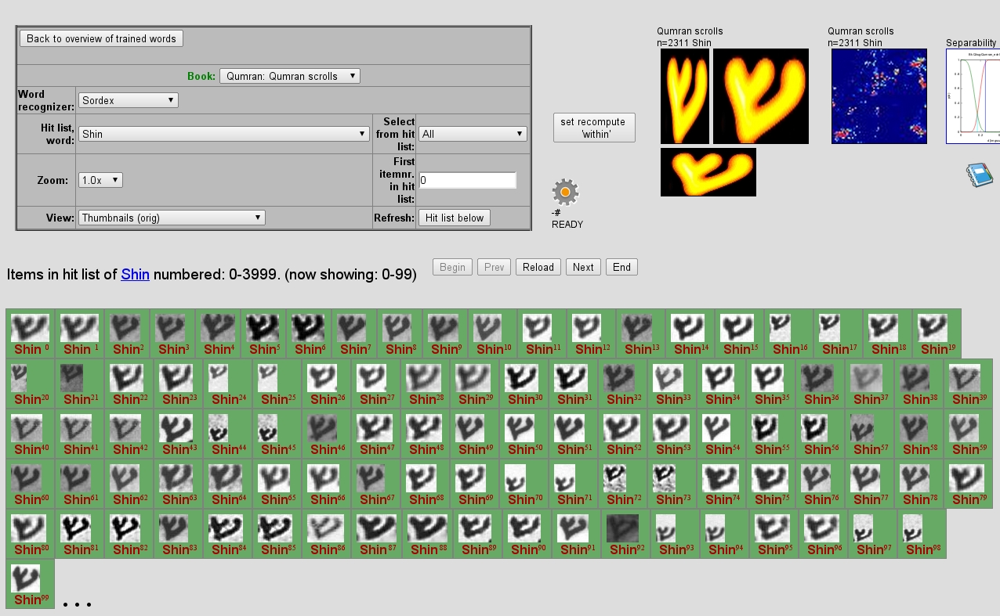 Back to overview of trained words
Book: Qumran: Qumran scrolls
Word recognizer: Sordex
Hit list, word: Shin
Select from hit list: All
Zoom: 1.0x
First itemnr. in hit list: 0
View: Thumbnails (orig)
Refresh: Hit list below
set recompute 'within'
-#
READY
Qumran scrolls
n=2311 Shin
Qumran scrolls
n=2311 Shin
Separability
Items in hit list of Shin numbered: 0-3999. (now showing: 0-99)
Begin Prev Reload Next End
Shin 0 Shin 1 Shin2 Shin3 Shin4 Shin5 Shin6 Shin7 Shin8 Shin9 Shin10 Shin11 Shin12 Shin13 Shin14 Shin15 Shin16 Shin17 Shin18 Shin19
Shin20 Shin21 Shin22 Shin23 Shin24 Shin25 Shin26 Shin27 Shin28 Shin29 Shin30 Shin31 Shin32 Shin33 Shin34 Shin35 Shin36 Shin37 Shin38 Shin39
Shin40 Shin41 Shin42 Shin43 Shin44 Shin45 Shin46 Shin47 Shin48 Shin49 Shin50 Shin51 Shin52 Shin53 Shin54 Shin55 Shin56 Shin57 Shin58 Shin59
Shin60 Shin61 Shin62 Shin63 Shin64 Shin65 Shin66 Shin67 Shin68 Shin69 Shin70 Shin71 Shin72 Shin73 Shin74 Shin75 Shin76 Shin77 Shin78 Shin79
Shin80 Shin81 Shin82 Shin83 Shin84 Shin85 Shin86 Shin87 Shin88 Shin89 Shin90 Shin91 Shin92 Shin93 Shin94 Shin95 Shin96 Shin97 Shin98
Shin99 . . .